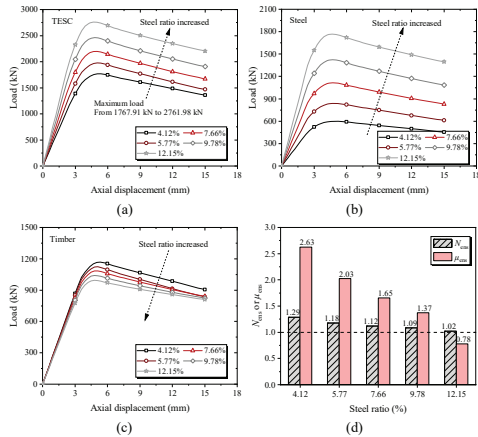 TESC
Steel ratio increased
Maximum load
From 1767.91 kN to 2761.98 kN
4.12% 7.66%
5.77% 9.78%
12.15%
3000
2500
2000
1500
1000
500
0
0 3 6 9 12 15 18
Load (kN)
Axial displacement (mm)
(a)
Steel
Steel ratio increased
4.12% 7.66%
5.77% 9.78%
12.15%
2100
1800
1500
1200
900
600
300
0
0 3 6 9 12 15 18
Load (kN)
Axial displacement (mm)
(b)
Timber
Steel ratio increased
4.12% 7.66%
5.77% 9.78%
12.15%
1500
1200
900
600
300
0
0 3 6 9 12 15 18
Load (kN)
Axial displacement (mm)
(c)
Nens
μens
3.0
2.5
2.0
1.5
1.0
0.5
0.0
1.29 2.63 1.18 2.03 1.12 1.65 1.09 1.37 1.02 0.78
4.12 5.77 7.66 9.78 12.15
Nens or μens
Steel ratio (%)
(d)